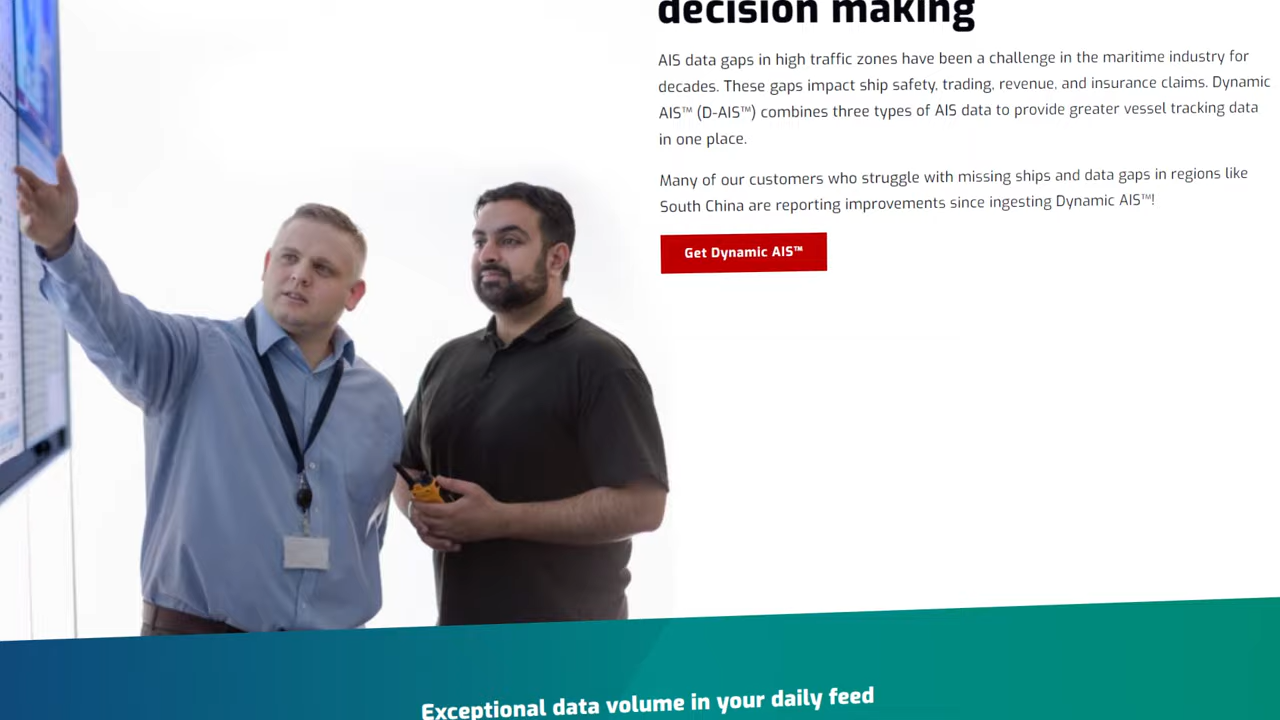 decision making
AIS data gaps in high traffic zones have been a challenge in the maritime industry for
decades. These gaps impact ship safety, trading, revenue, and insurance claims. Dynamic
AIS™ (D-AIS™) combines three types of AIS data to provide greater vessel tracking data
in one place.
Many of our customers who struggle with missing ships and data gaps in regions like
South China are reporting improvements since ingesting Dynamic AIS™!
Get Dynamic AIS™
Exceptional data volume in your daily feed